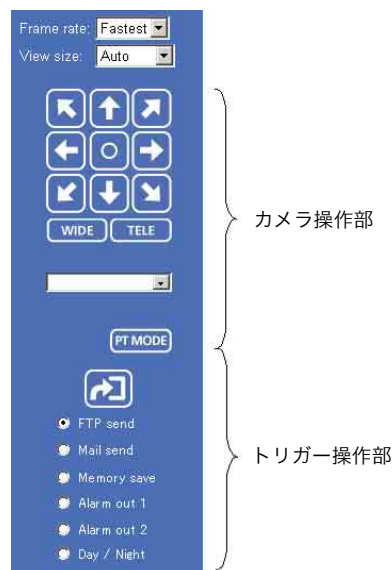 Frame rate: Fastest
View size: Auto
WIDE TELE
カメラ操作部
PT MODE
FTP send
Mail send
トリガー操作部
Memory save
Alarm out 1
Alarm out 2
Day / Night